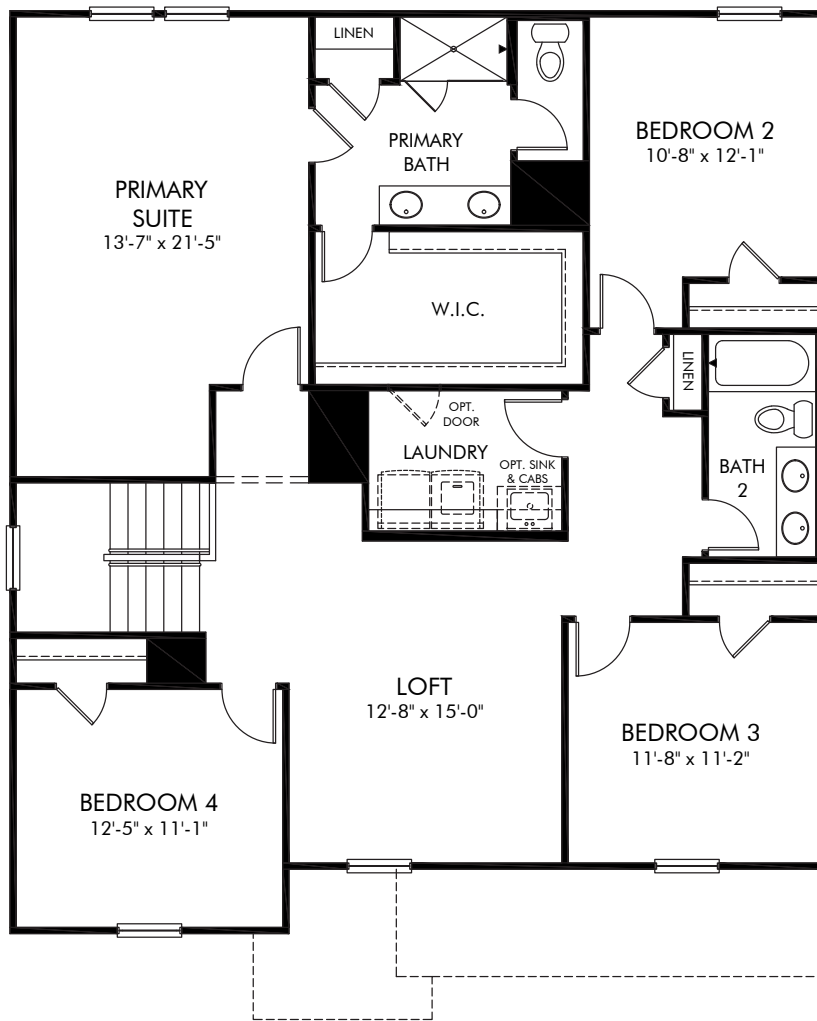 LINEN
PRIMARY
BATH
BEDROOM 2
10'-8" x 12'-1"
PRIMARY
SUITE
13'-7" x 21'-5"
W.I.C.
LINEN
OPT.
DOOR
LAUNDRY
OPT. SINK
& CABS
BATH
2
LOFT
12'-8" x 15'-0"
BEDROOM 3
11'-8" x 11'-2"
BEDROOM 4
12'-5" x 11'-1"